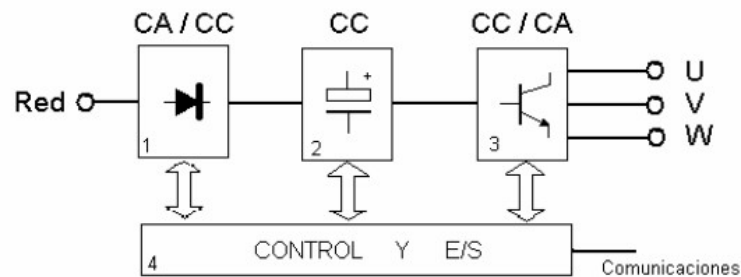 CA / CC
CC
CC / CA
Red
+
U
V
W
1
2
3
4
CONTROL Y E/S
Comunicaciones